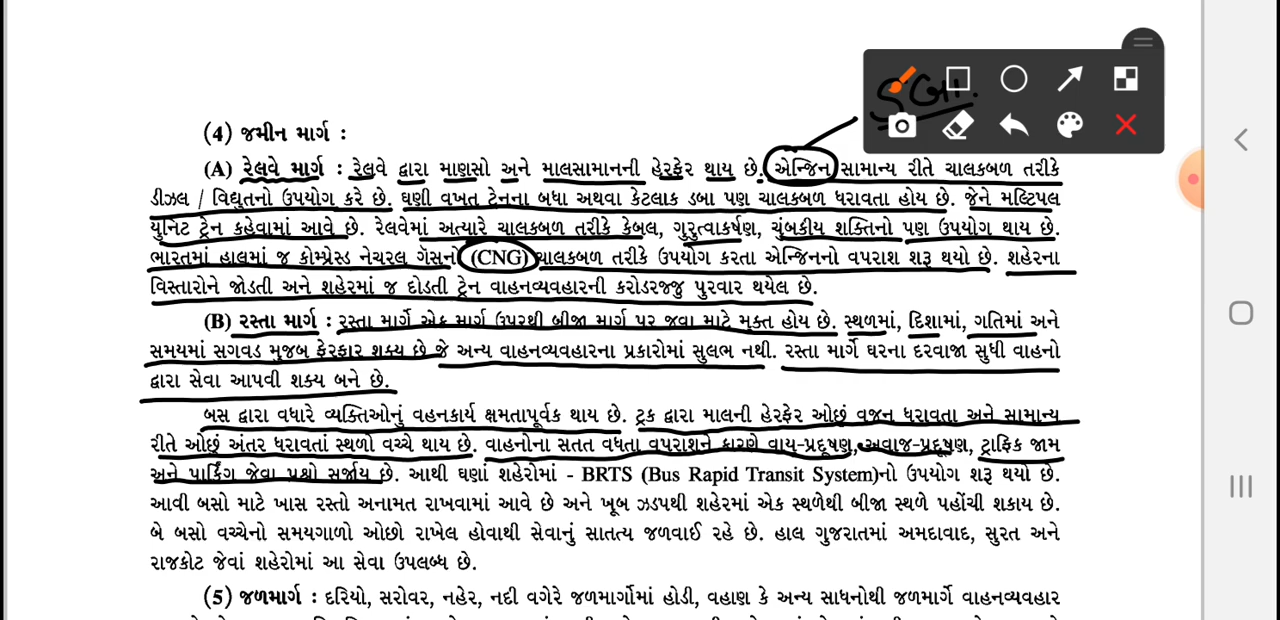 (4) જમીન માર્ગ :
(A) રેલવે માર્ગ : રેલવે દ્વારા માણસો અને માલસામાનની હેરફેર થાય છે. એન્જિન સામાન્ય રીતે ચાલકબળ તરીકે
ડીઝલ / વિદ્યુતનો ઉપયોગ કરે છે. ઘણી વખત ટ્રેનના બધા અથવા કેટલાક ડબા પણ ચાલકબળ ધરાવતા હોય છે. જેને મલ્ટિપલ
યુનિટ ટ્રેન કહેવામાં આવે છે. રેલવેમાં અત્યારે ચાલકબળ તરીકે કેબલ, ગુરુત્વાકર્ષણ, ચુંબકીય શક્તિનો પણ ઉપયોગ થાય છે.
ભારતમાં હાલમાં જ કોમ્પ્રેસ્ડ નેચરલ ગૅસનો (CNG) ચાલકબળ તરીકે ઉપયોગ કરતા એન્જિનનો વપરાશ શરૂ થયો છે. શહેરના
વિસ્તારોને જોડતી અને શહેરમાં જ દોડતી ટ્રેન વાહનવ્યવહારની કરોડરજ્જુ પુરવાર થયેલ છે.
(B) રસ્તા માર્ગ : રસ્તા માર્ગે એક માર્ગ ઉપરથી બીજા માર્ગ પર જવા માટે મુક્ત હોય છે. સ્થળમાં, દિશામાં, ગતિમાં અને
સમયમાં સગવડ મુજબ ફેરફાર શક્ય છે જે અન્ય વાહનવ્યવહારના પ્રકારોમાં સુલભ નથી. રસ્તા માર્ગે ઘરના દરવાજા સુધી વાહનો
દ્વારા સેવા આપવી શક્ય બને છે.
બસ દ્વારા વધારે વ્યક્તિઓનું વહનકાર્ય ક્ષમતાપૂર્વક થાય છે. ટ્રક દ્વારા માલની હેરફેર ઓછું વજન ધરાવતા અને સામાન્ય
રીતે ઓછું અંતર ધરાવતાં સ્થળો વચ્ચે થાય છે. વાહનોના સતત વધતા વપરાશને કારણે વાયુ-પ્રદૂષણ, અવાજ-પ્રદૂષણ, ટ્રાફિક જામ
અને પાર્કિંગ જેવા પ્રશ્નો સર્જાય છે. આથી ઘણાં શહેરોમાં - BRTS (Bus Rapid Transit System)નો ઉપયોગ શરૂ થયો છે.
આવી બસો માટે ખાસ રસ્તો અનામત રાખવામાં આવે છે અને ખૂબ ઝડપથી શહેરમાં એક સ્થળેથી બીજા સ્થળે પહોંચી શકાય છે.
બે બસો વચ્ચેનો સમયગાળો ઓછો રાખેલ હોવાથી સેવાનું સાતત્ય જળવાઈ રહે છે. હાલ ગુજરાતમાં અમદાવાદ, સુરત અને
રાજકોટ જેવાં શહેરોમાં આ સેવા ઉપલબ્ધ છે.
(5) જળમાર્ગ : દરિયો, સરોવર, નહેર, નદી વગેરે જળમાર્ગોમાં હોડી, વહાણ કે અન્ય સાધનોથી જળમાર્ગે વાહનવ્યવહાર